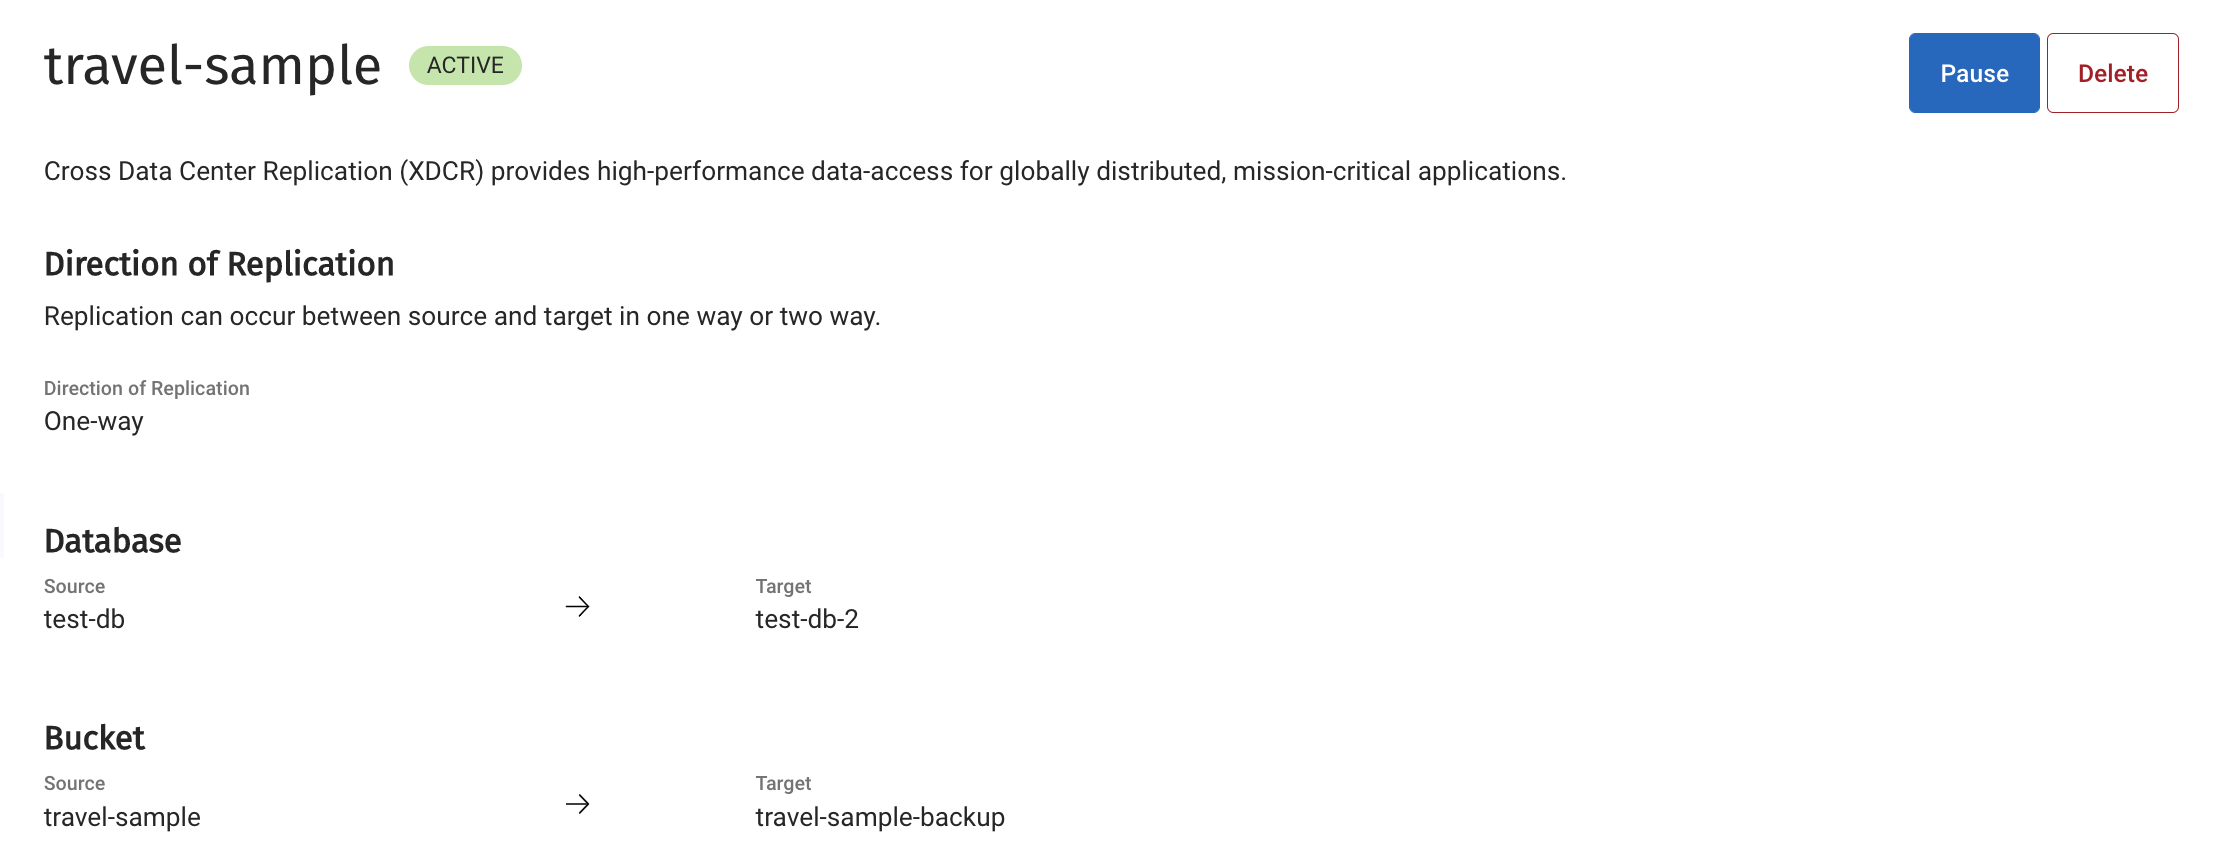 travel-sample ACTIVE Pause Delete
Cross Data Center Replication (XDCR) provides high-performance data-access for globally distributed, mission-critical applications.
Direction of Replication
Replication can occur between source and target in one way or two way.
Direction of Replication
One-way
Database
Source Target
test-db → test-db-2
Bucket
Source Target
travel-sample → travel-sample-backup